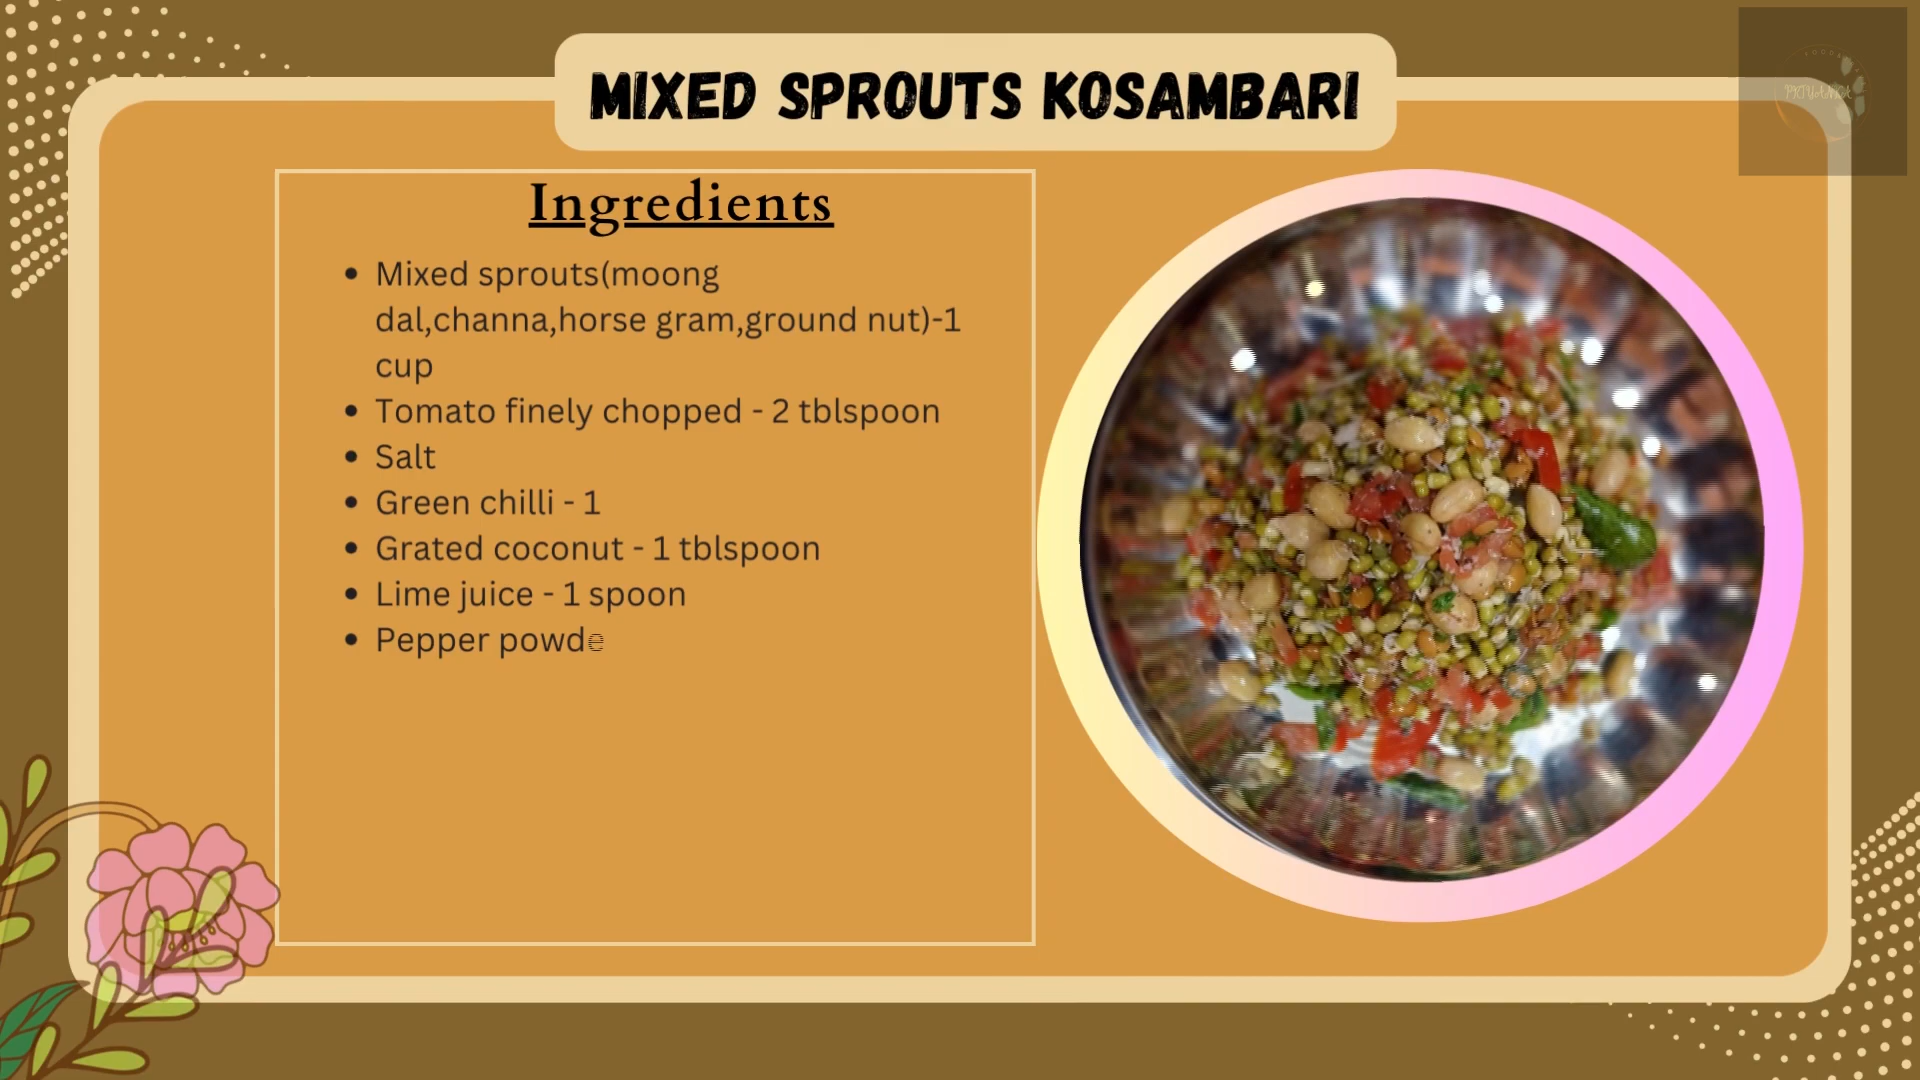 MIXED SPROUTS KOSAMBARI
Ingredients
Mixed sprouts(moong
dal,channa,horse gram,ground nut)-1
cup
Tomato finely chopped - 2 tblspoon
Salt
Green chilli - 1
Grated coconut - 1 tblspoon
Lime juice - 1 spoon
Pepper powde